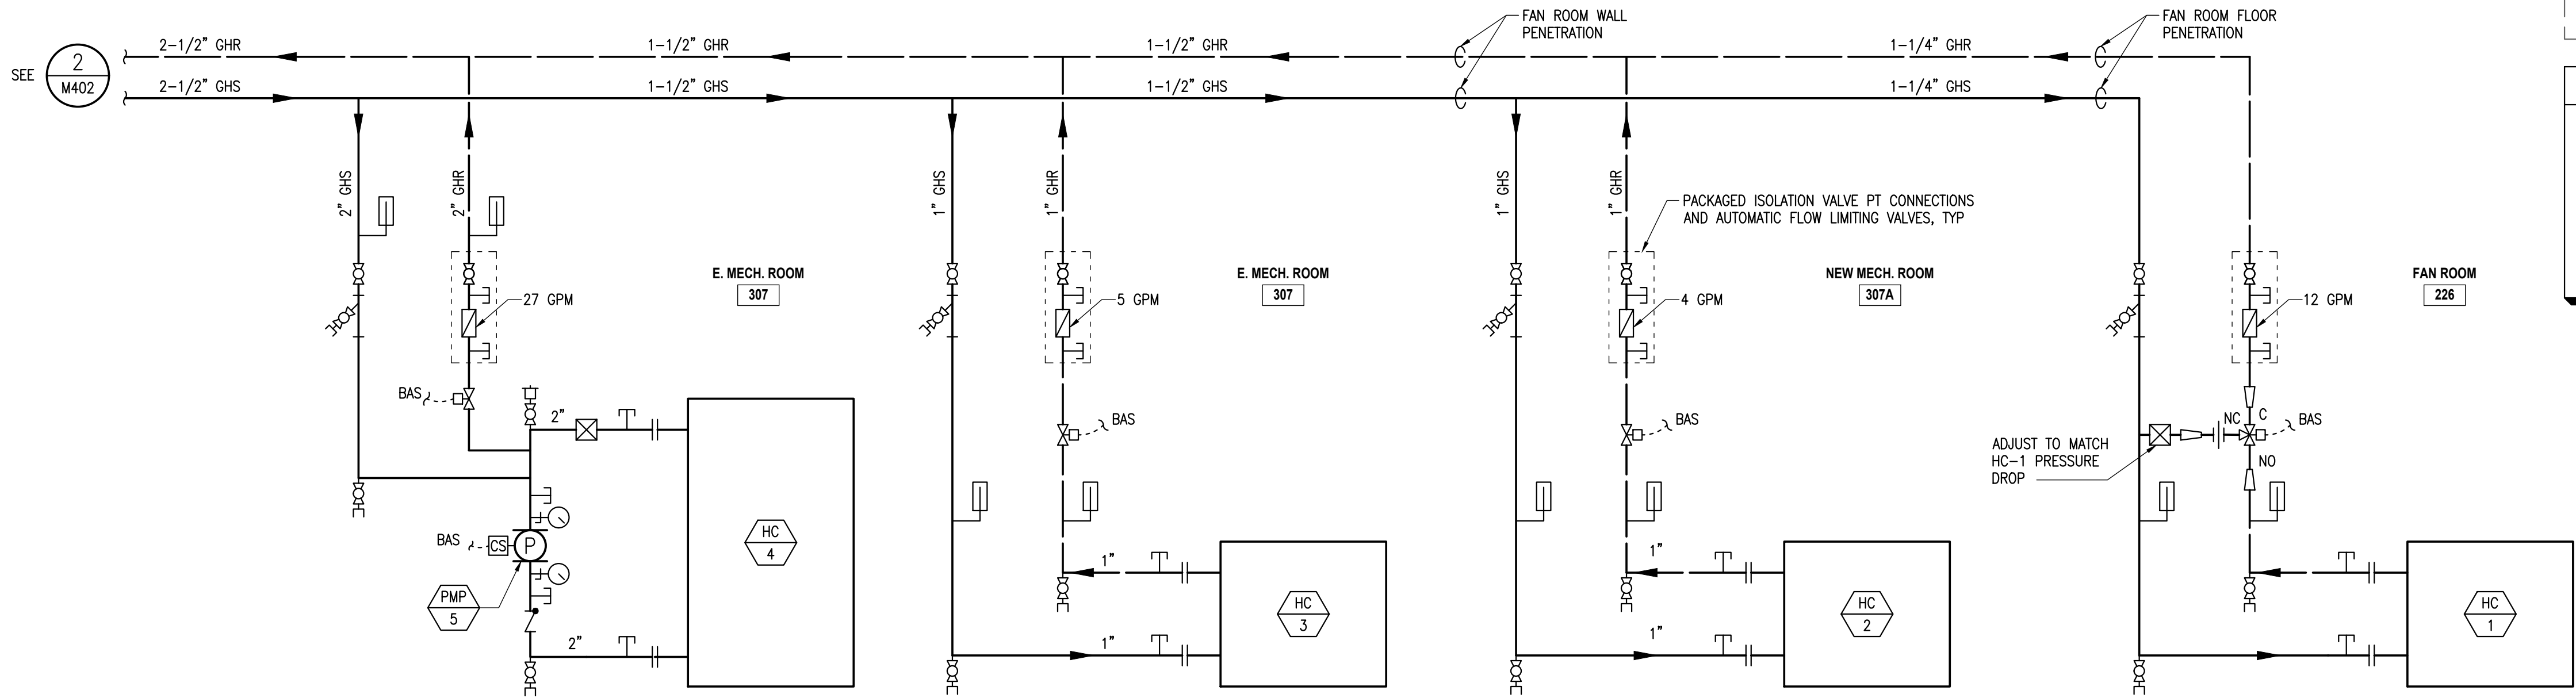 FAN ROOM WALL
PENETRATION
FAN ROOM FLOOR
PENETRATION
2-1/2" GHR
1-1/2" GHR
1-1/2" GHR
1-1/4" GHR
SEE
2
M402
2-1/2" GHS
1-1/2" GHS
1-1/2" GHS
1-1/4" GHS
2" GHS
2" GHR
1" GHS
1" GHR
1" GHS
1" GHR
PACKAGED ISOLATION VALVE PT CONNECTIONS
AND AUTOMATIC FLOW LIMITING VALVES, TYP
E. MECH. ROOM
307
E. MECH. ROOM
307
NEW MECH. ROOM
307A
FAN ROOM
226
27 GPM
5 GPM
4 GPM
12 GPM
BAS
2"
BAS
BAS
NC
C
BAS
NO
ADJUST TO MATCH
HC-1 PRESSURE
DROP
BAS
CS
P
HC
4
PMP
5
2"
1"
1"
HC
3
1"
1"
HC
2
HC
1